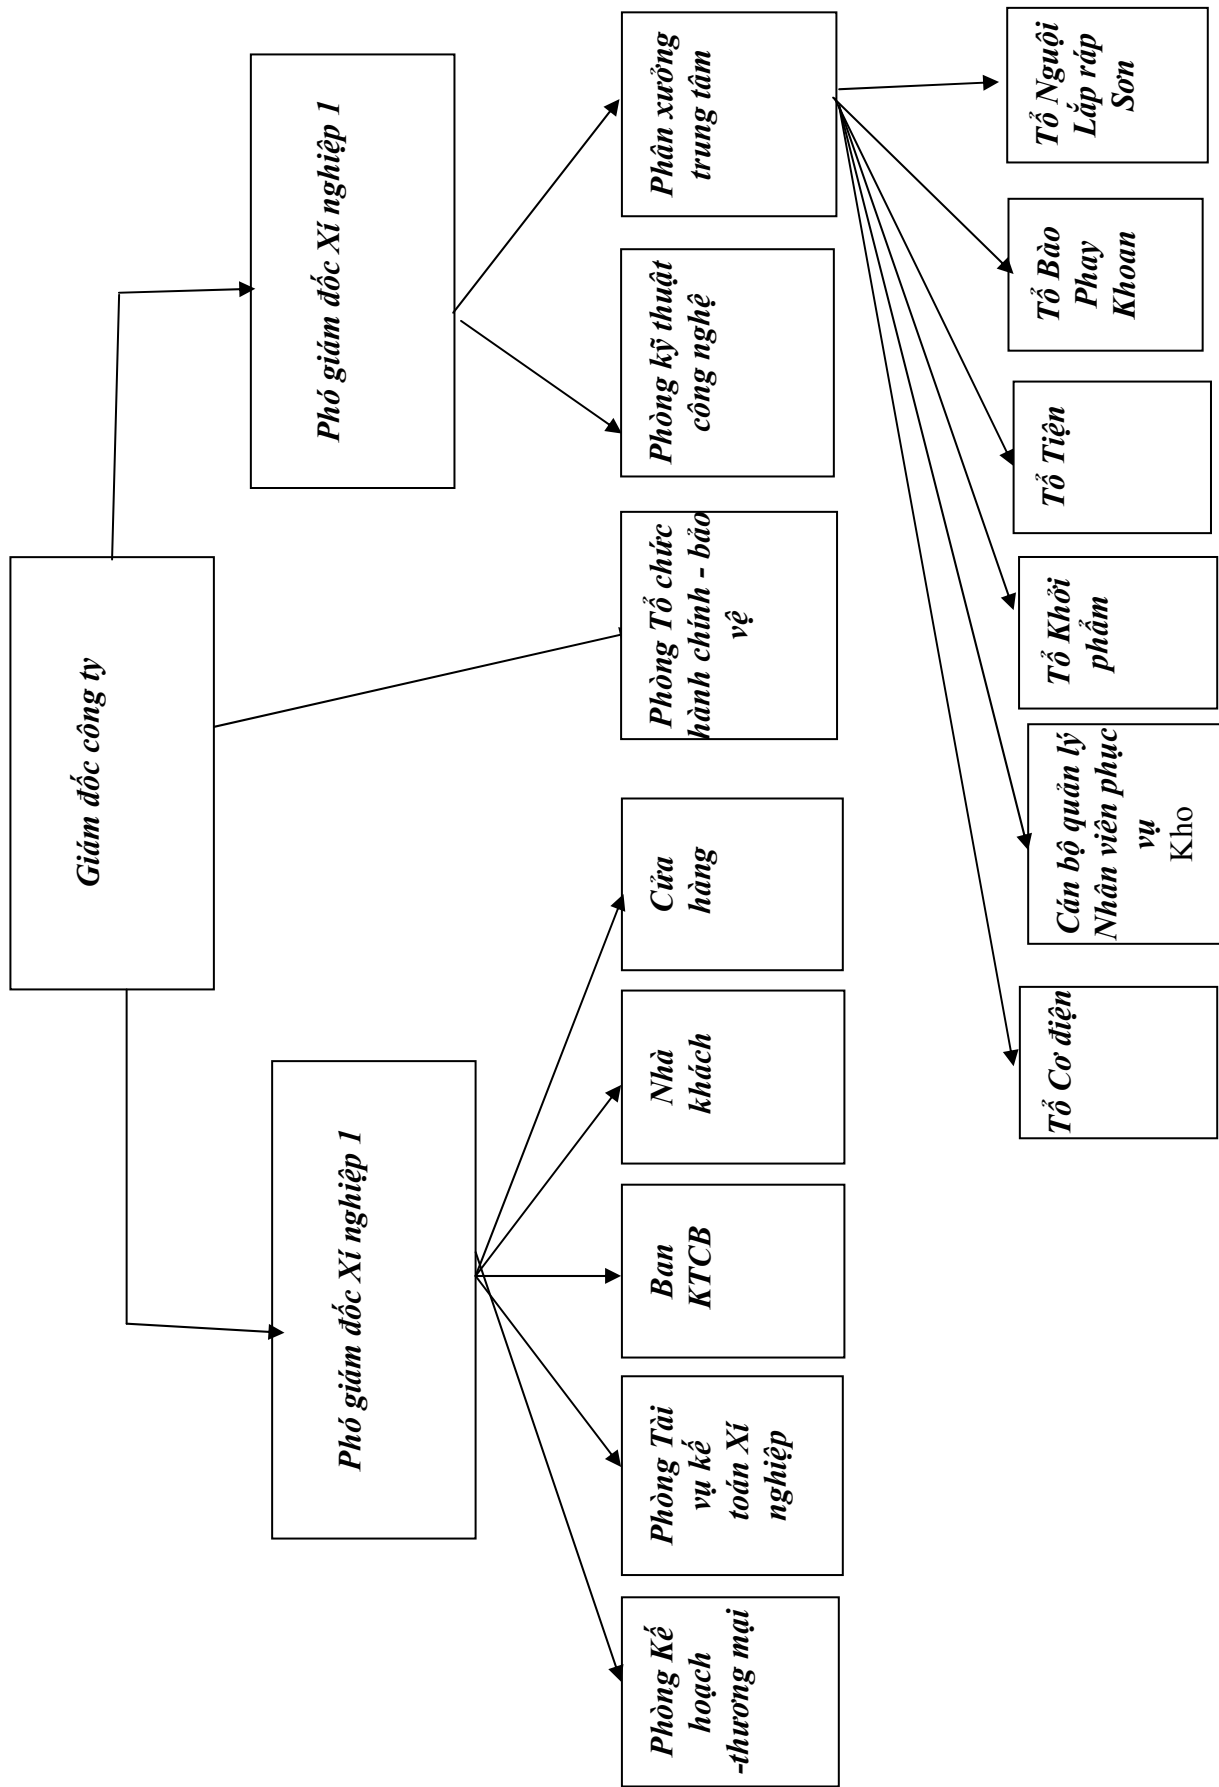 Giám đốc công ty
Phó giám đốc Xí nghiệp 1
Phó giám đốc Xí nghiệp 1
Phòng Kế
hoạch
-thương mại
Phòng Tài
vụ kế
toán Xí
nghiệp
Ban
KTCB
Nhà
khách
Cửa
hàng
Phòng Tổ chức
hành chính - bảo
vệ
Phòng kỹ thuật
công nghệ
Phân xưởng
trung tâm
Tổ Cơ điện
Cán bộ quản lý
Nhân viên phục
vụ
Kho
Tổ Khởi
phẩm
Tổ Tiện
Tổ Bào
Phay
Khoan
Tổ Nguội
Lắp ráp
Sơn